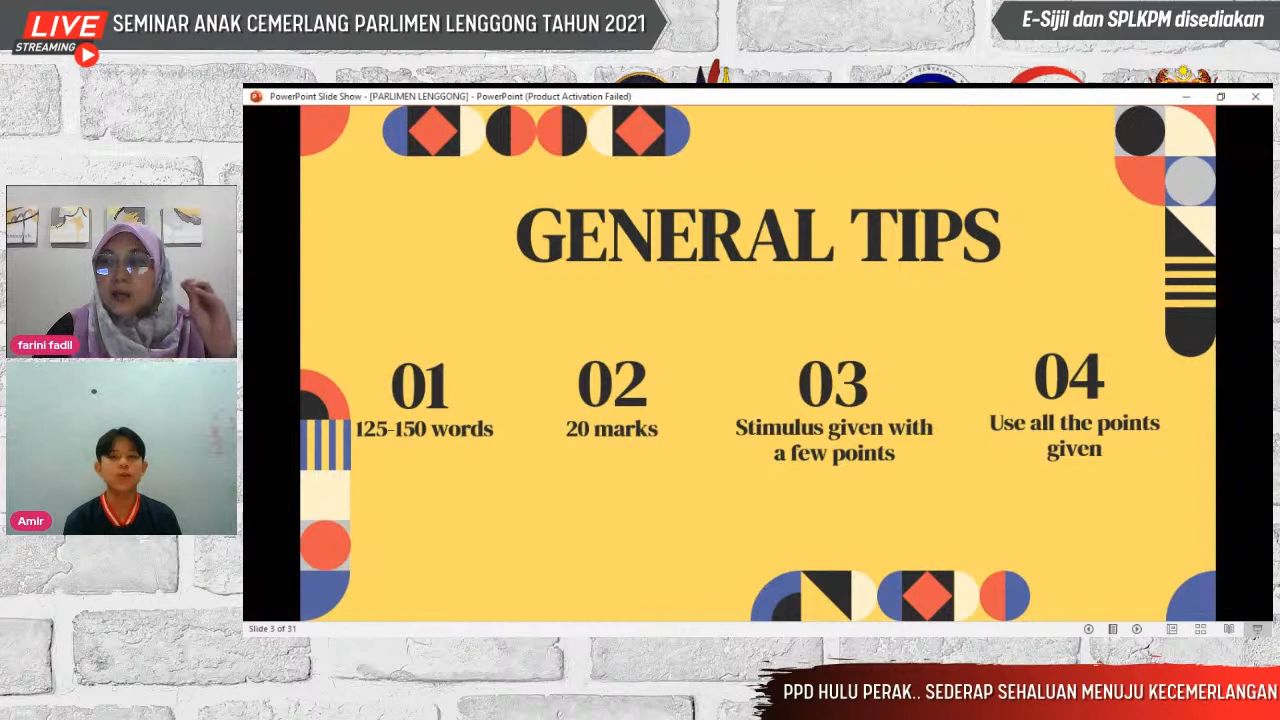 LIVE
STREAMING
SEMINAR ANAK CEMERLANG PARLIMEN LENGGONG TAHUN 2021
E-Sijil dan SPLKPM disediakan
PowerPoint Slide Show - [PARLIMEN LENGGONG] - PowerPoint (Product Activation Failed)
GENERAL TIPS
01
125-150 words
02
20 marks
03
Stimulus given with
a few points
04
Use all the points
given
farini fadil
Amir
Slide 3 of 31
PPD HULU PERAK.. SEDERAP SEHALUAN MENUJU KECEMERLANGAN